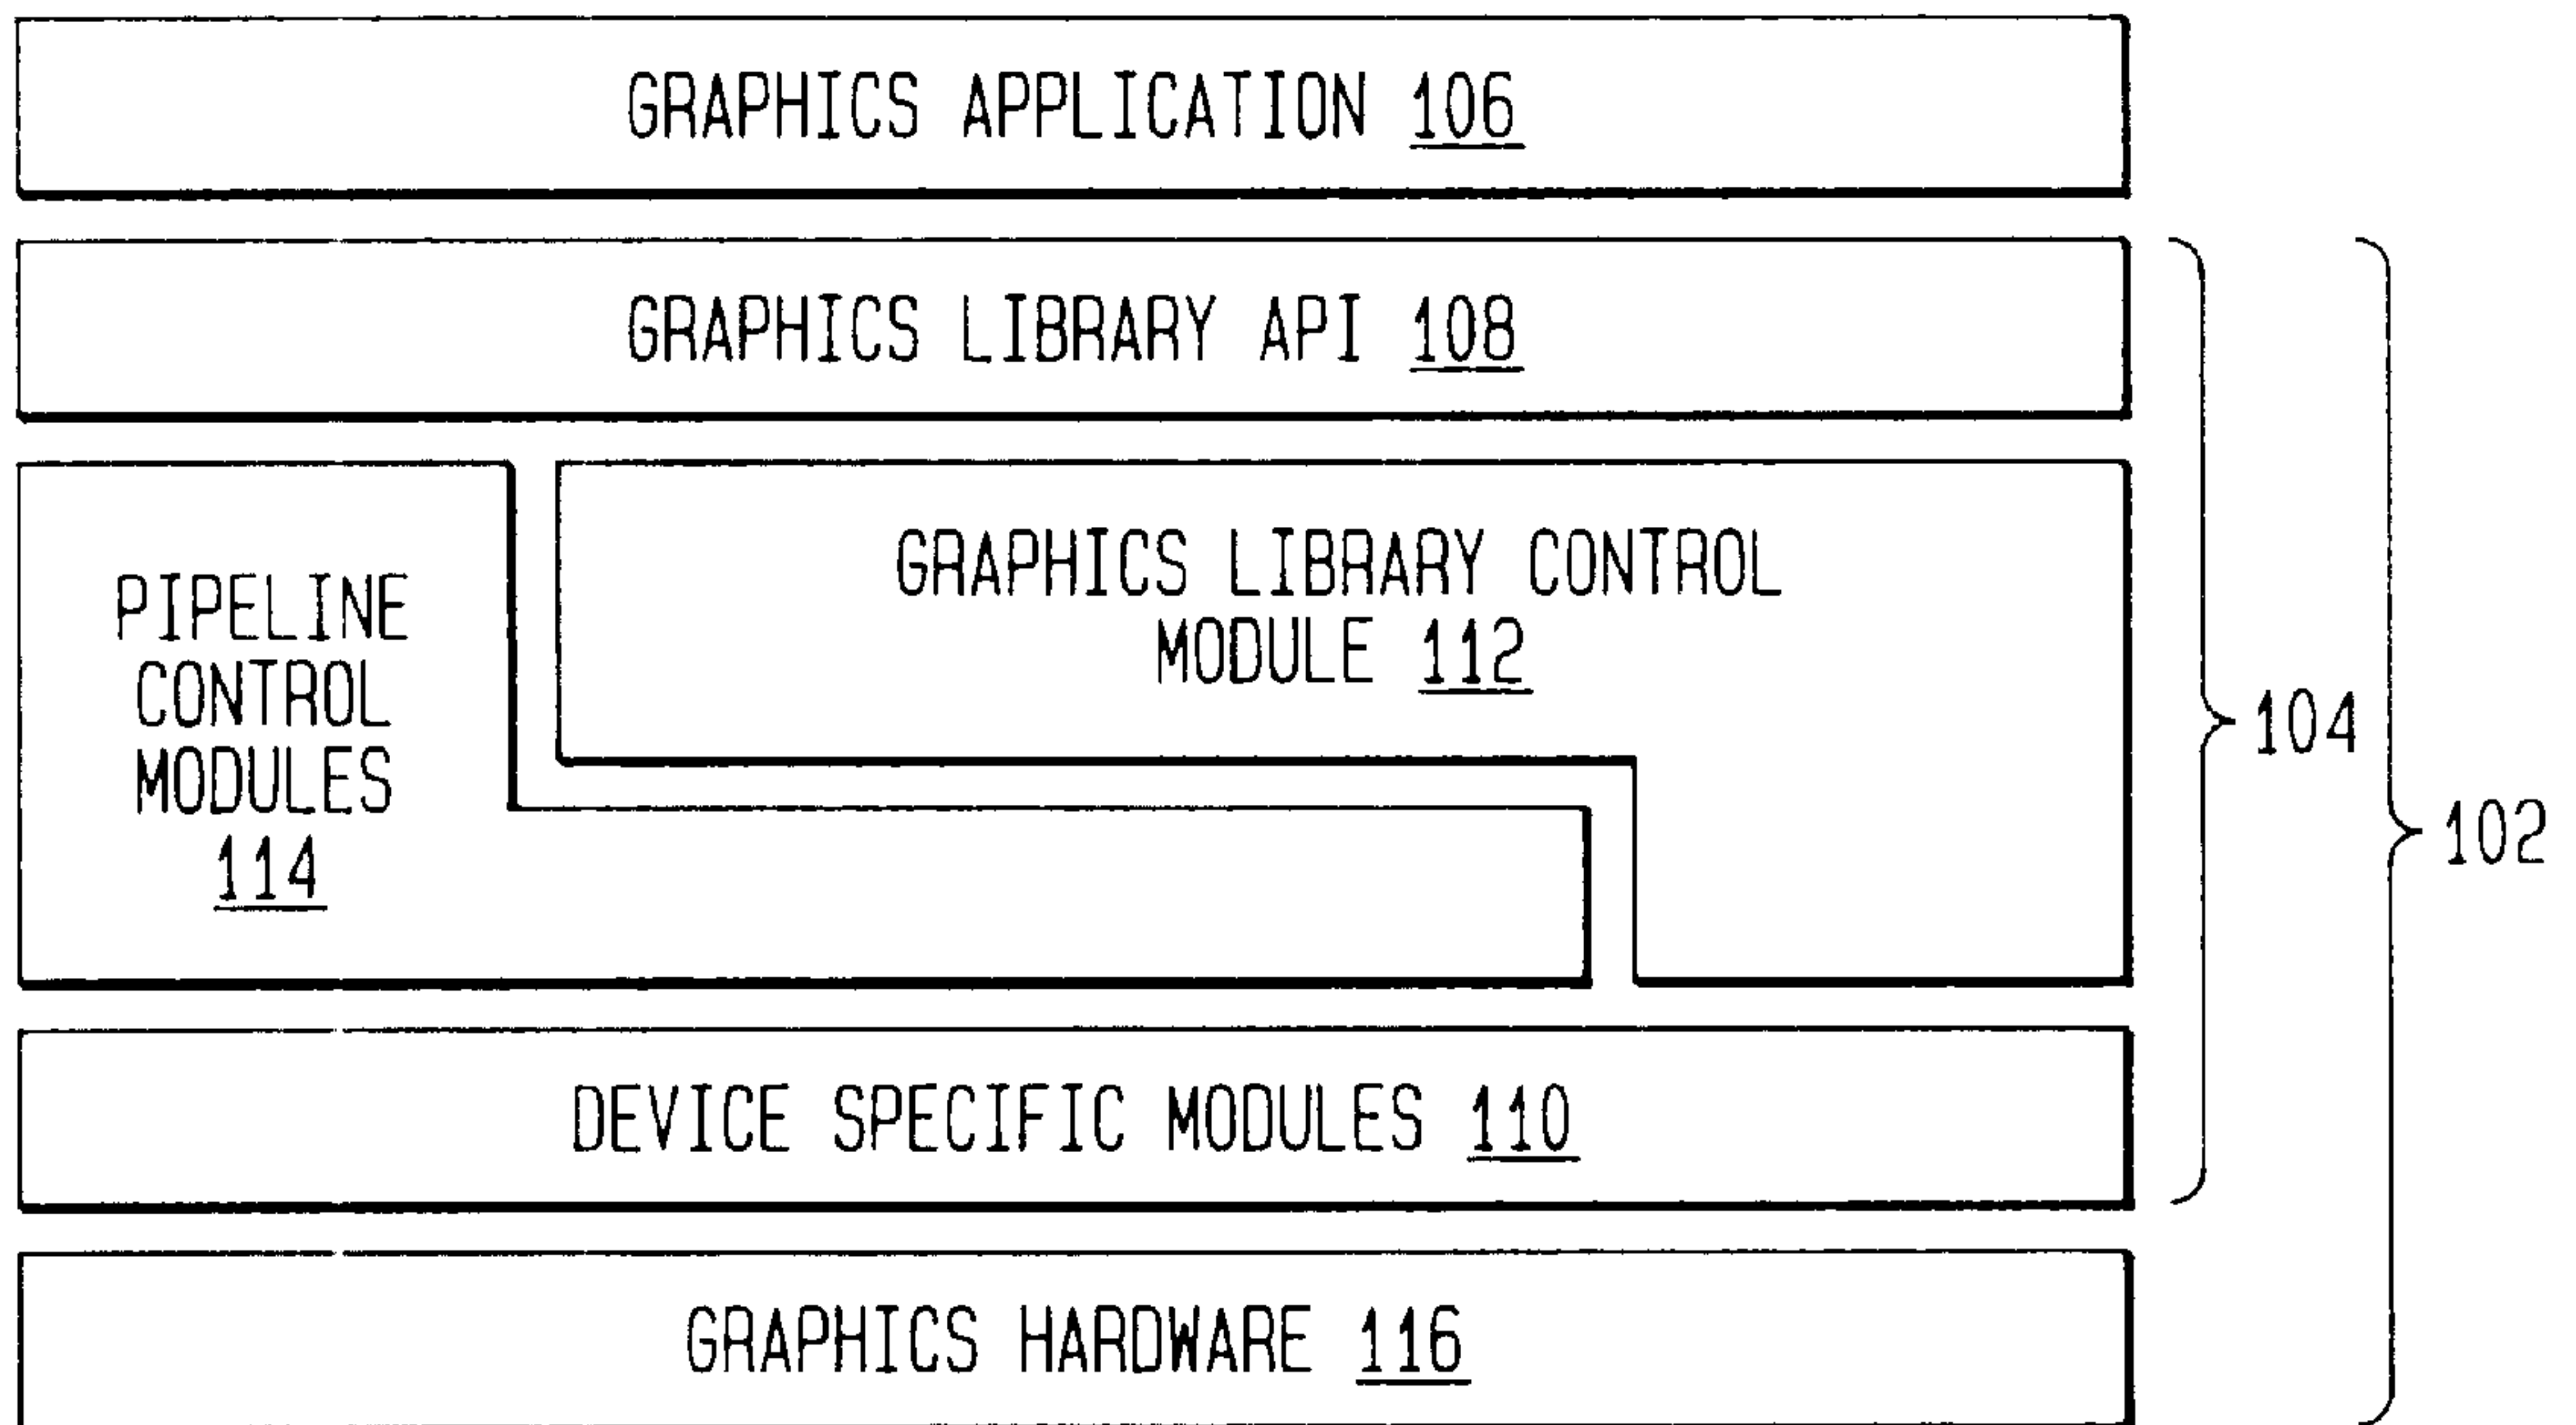 GRAPHICS APPLICATION 106
GRAPHICS LIBRARY API 108
PIPELINE
CONTROL
MODULES
114
GRAPHICS LIBRARY CONTROL
MODULE 112
104
102
DEVICE SPECIFIC MODULES 110
GRAPHICS HARDWARE 116